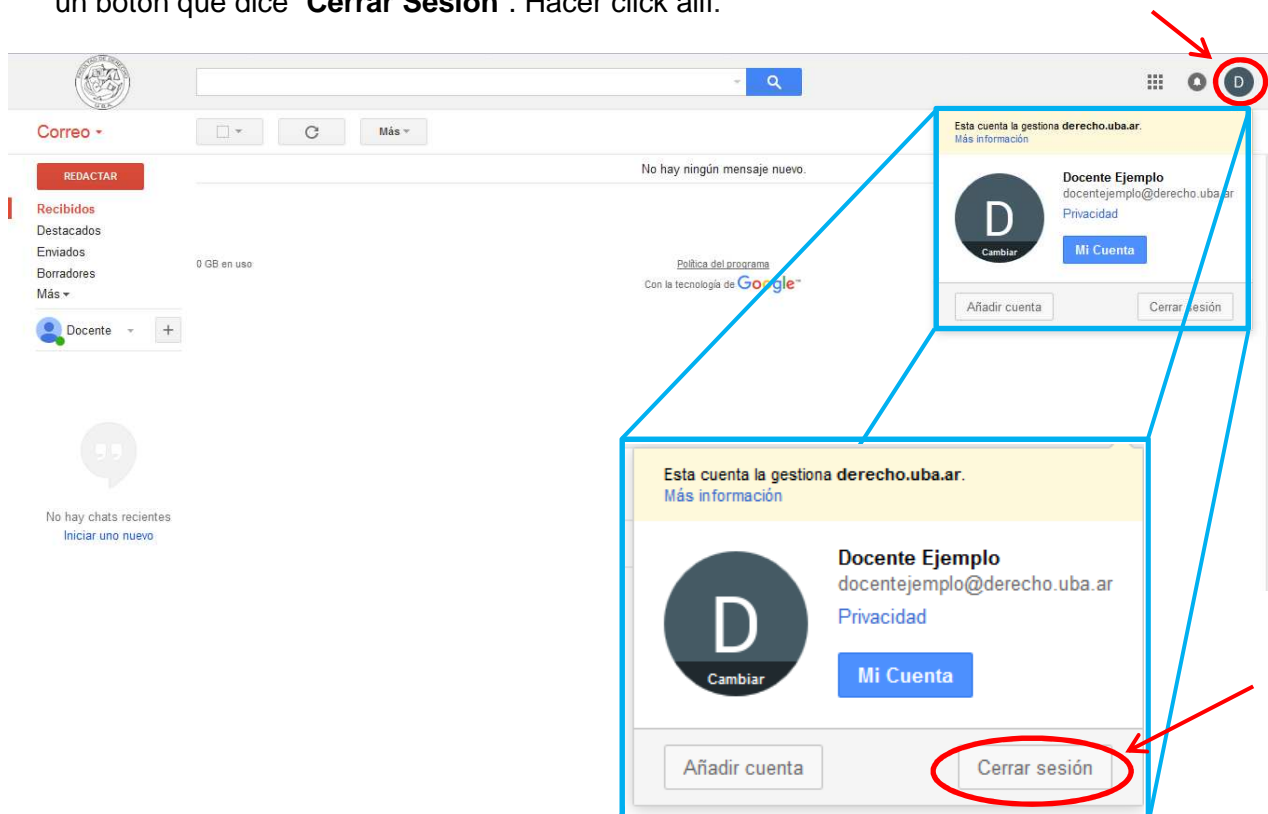 un botón que dice "Cerrar Sesión". Hacer click allí.
FACULTAD DE DERECHO
U.B.A.
D
Correo
Más
Esta cuenta la gestiona derecho.uba.ar.
Más información
REDACTAR
No hay ningún mensaje nuevo.
Docente Ejemplo
docentejemplo@derecho.uba.ar
Privacidad
D
Cambiar
Mi Cuenta
Recibidos
Destacados
Enviados
Borradores
Más
0 GB en uso
Política del programa
Con la tecnología de Google™
Añadir cuenta
Cerrar sesión
Docente
+
Esta cuenta la gestiona derecho.uba.ar.
Más información
No hay chats recientes
Iniciar uno nuevo
Docente Ejemplo
docentejemplo@derecho.uba.ar
Privacidad
D
Cambiar
Mi Cuenta
Añadir cuenta
Cerrar sesión